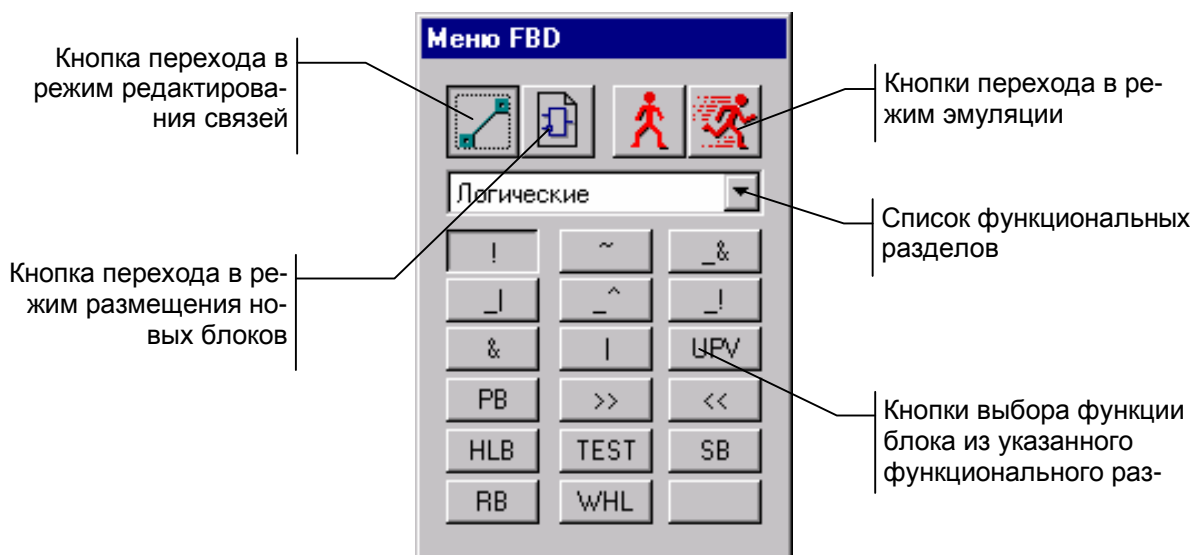 Меню FBD
Кнопка перехода в
режим редактирова-
ния связей
Кнопки перехода в ре-
жим эмуляции
Логические
Список функциональных
разделов
! ~ _&
Кнопка перехода в ре-
жим размещения но-
вых блоков
_| _^ _!
& | UPV
PB >> <<
Кнопки выбора функции
блока из указанного
функционального раз-
HLB TEST SB
RB WHL